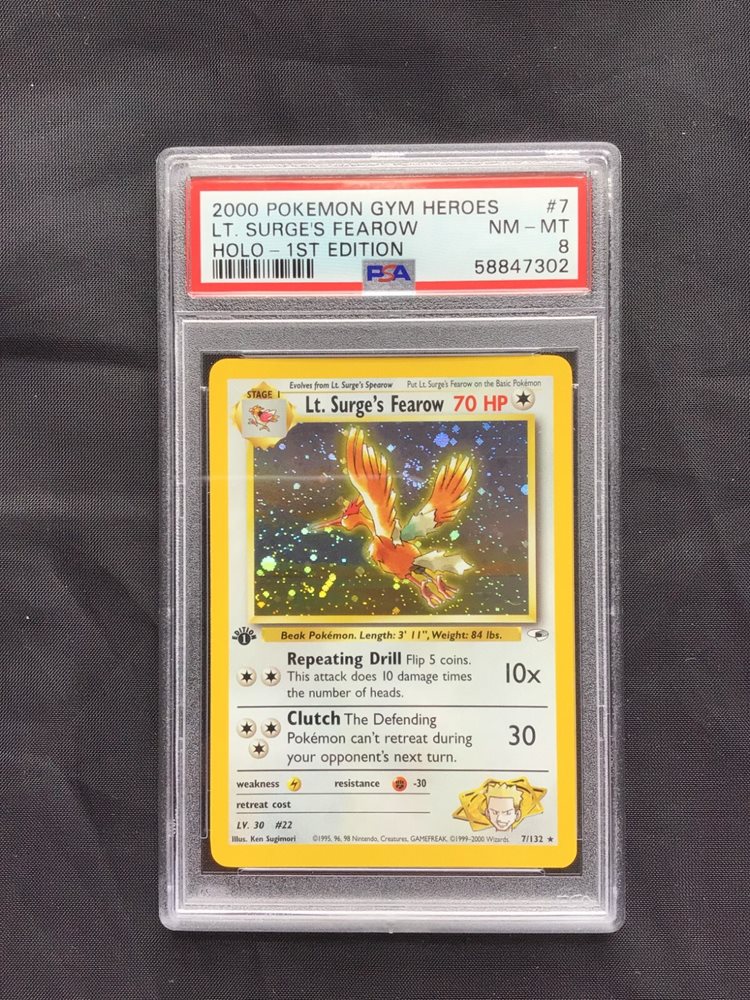 2000 POKEMON GYM HEROES #7
LT. SURGE'S FEAROW NM - MT
HOLO - 1ST EDITION 8
PSA 58847302
Evolves from Lt. Surge's Spearow Put Lt. Surge's Fearow on the Basic Pokémon
STAGE 1
Lt. Surge's Fearow 70 HP
EDITION
1
Beak Pokémon. Length: 3' 11", Weight: 84 lbs.
Repeating Drill Flip 5 coins.
This attack does 10 damage times 10x
the number of heads.
Clutch The Defending
Pokémon can't retreat during 30
your opponent's next turn.
weakness resistance -30
retreat cost
LV. 30 #22
Illus. Ken Sugimori ©1995, 96, 98 Nintendo, Creatures, GAMEFREAK, ©1999-2000 Wizards. 7/132 ★